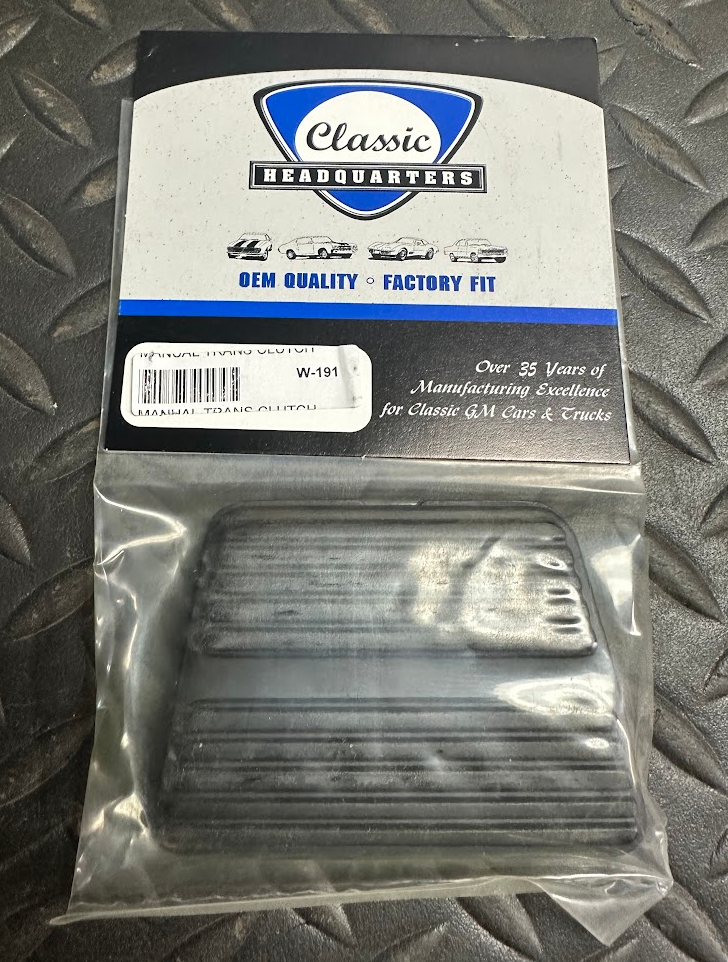 Classic
HEADQUARTERS
OEM QUALITY ◦ FACTORY FIT
MANUAL TRANS CLUTCH
W-191
MANUAL TRANS CLUTCH
Over 35 Years of
Manufacturing Excellence
for Classic GM Cars & Trucks